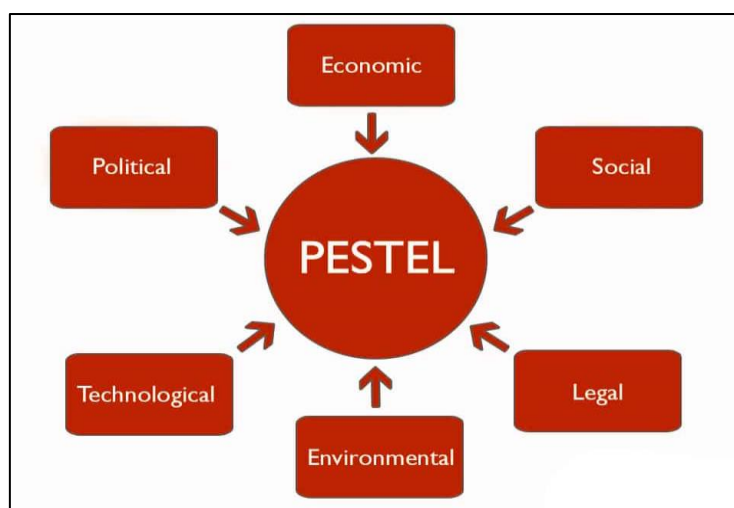 Economic
Political
Social
PESTEL
Technological
Legal
Environmental